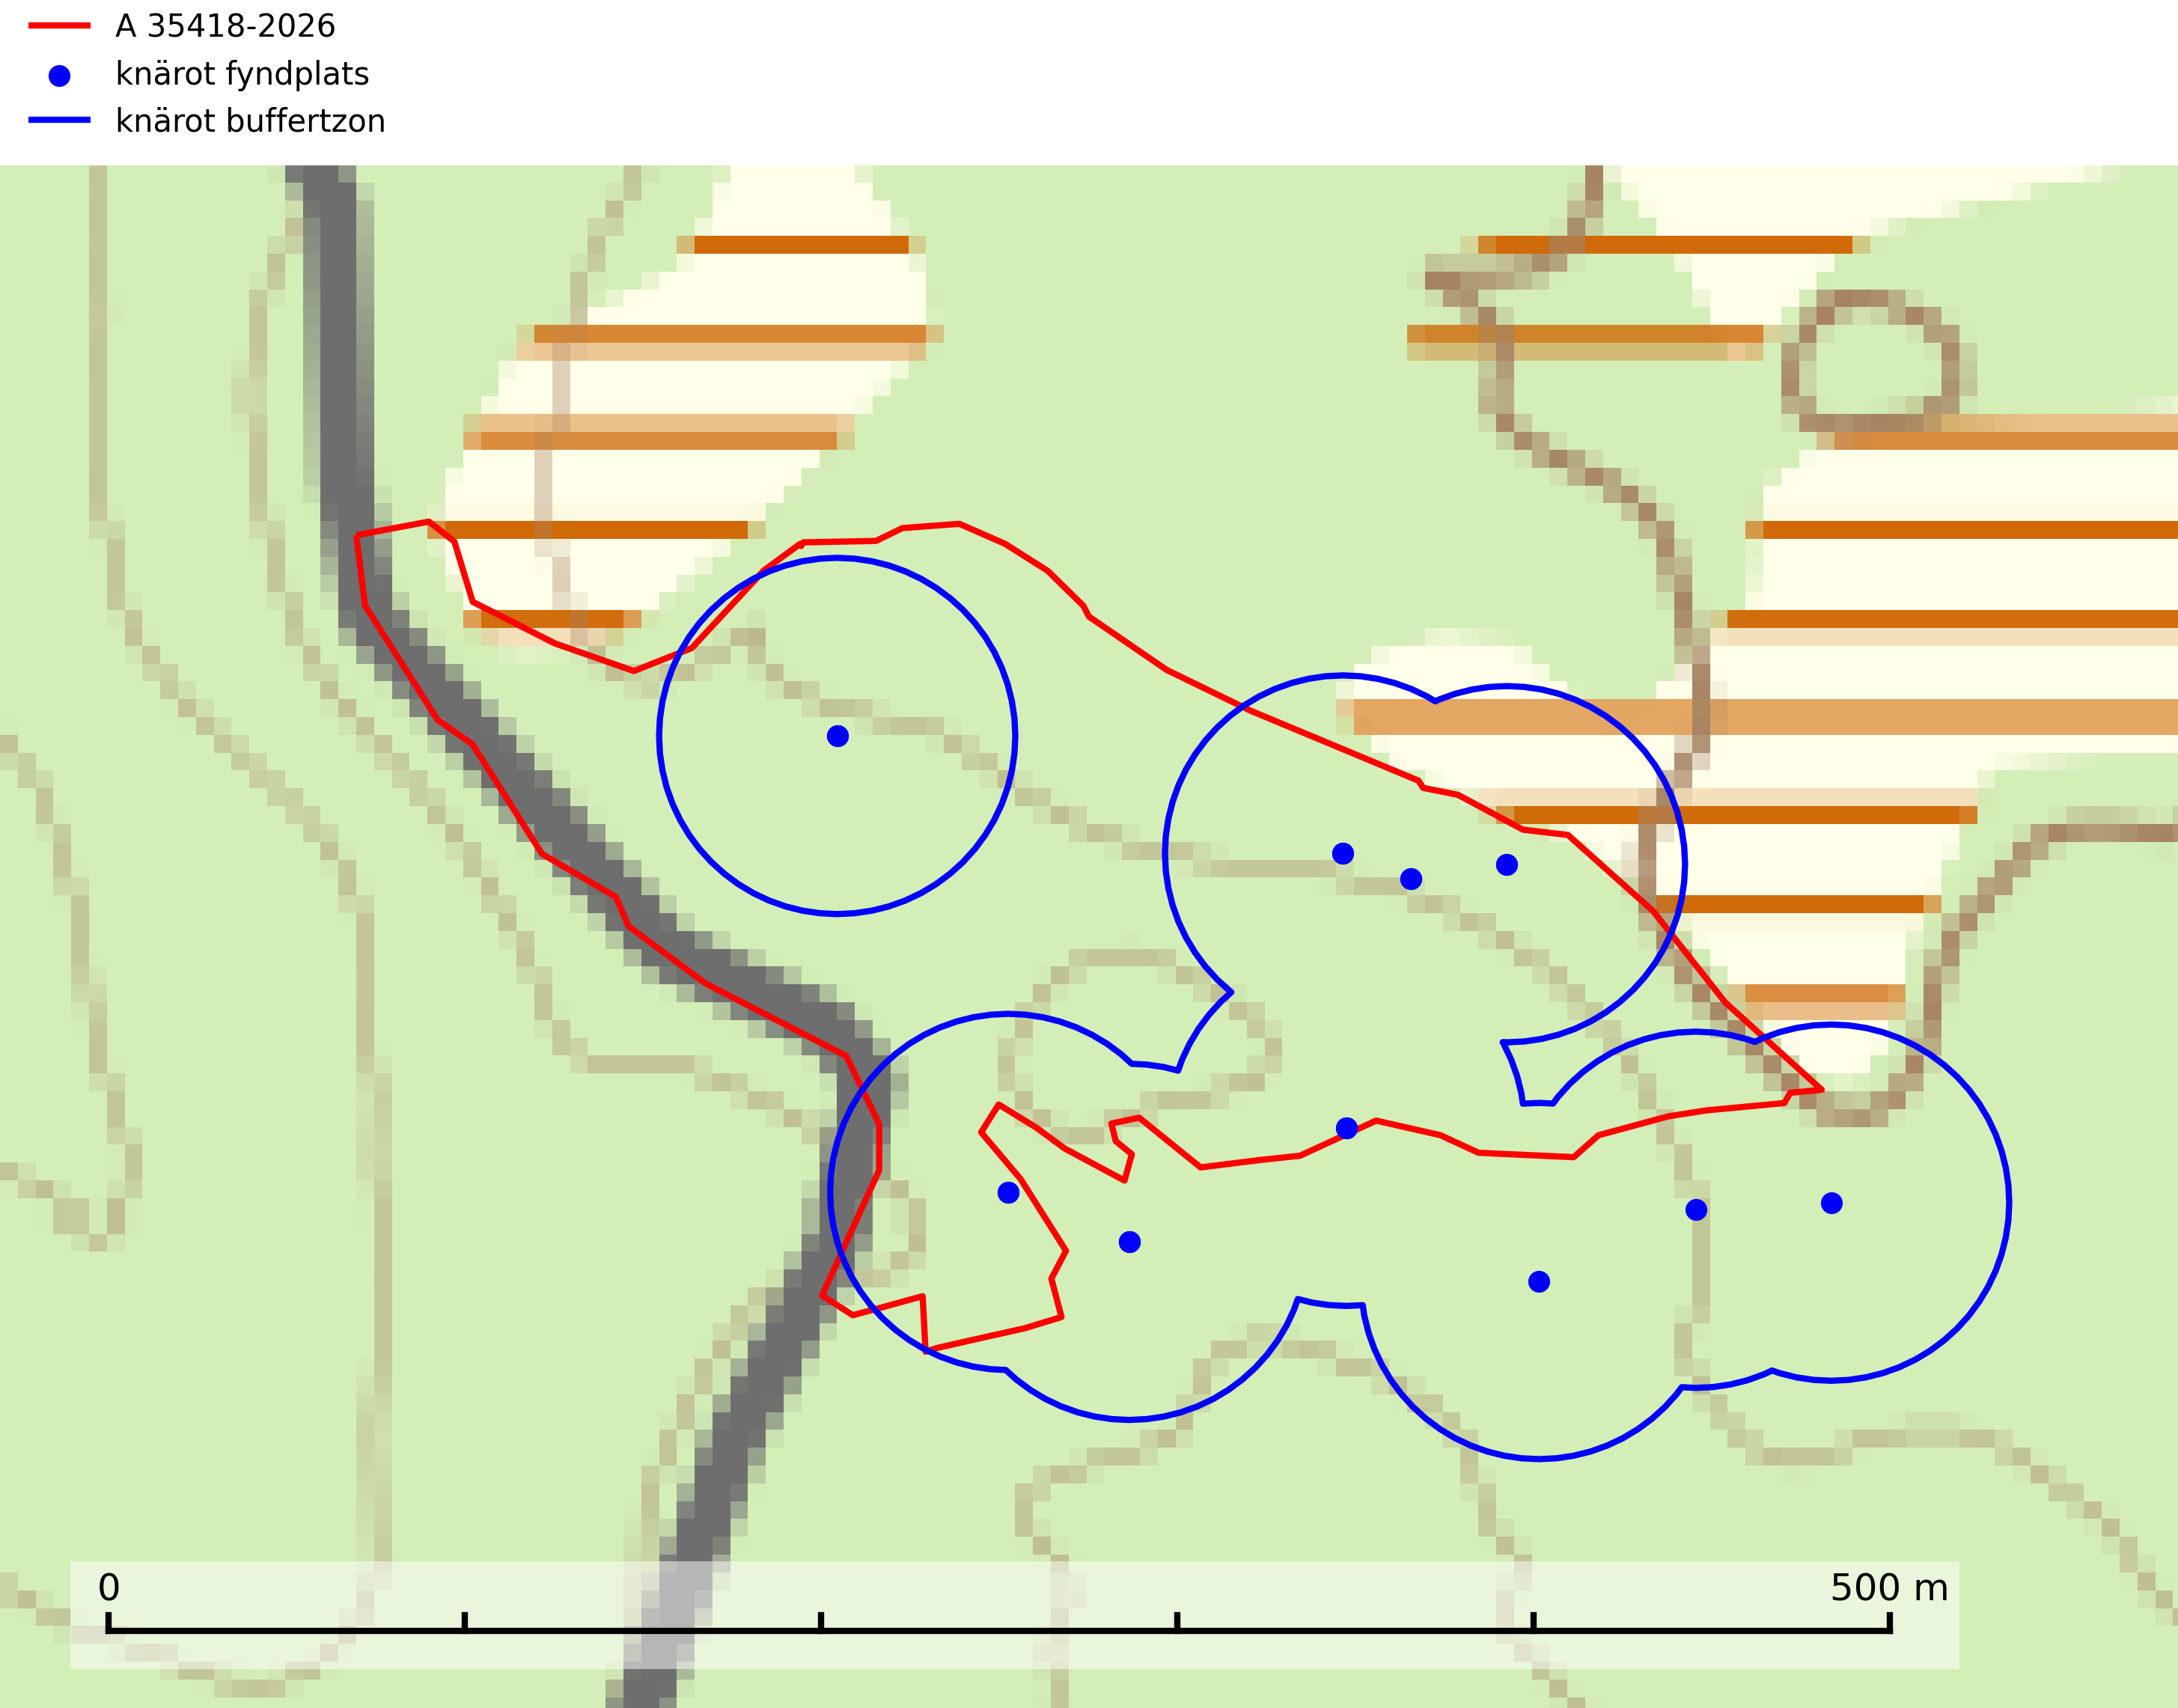 A 35418-2026
knärot fyndplats
knärot buffertzon
0 500 m